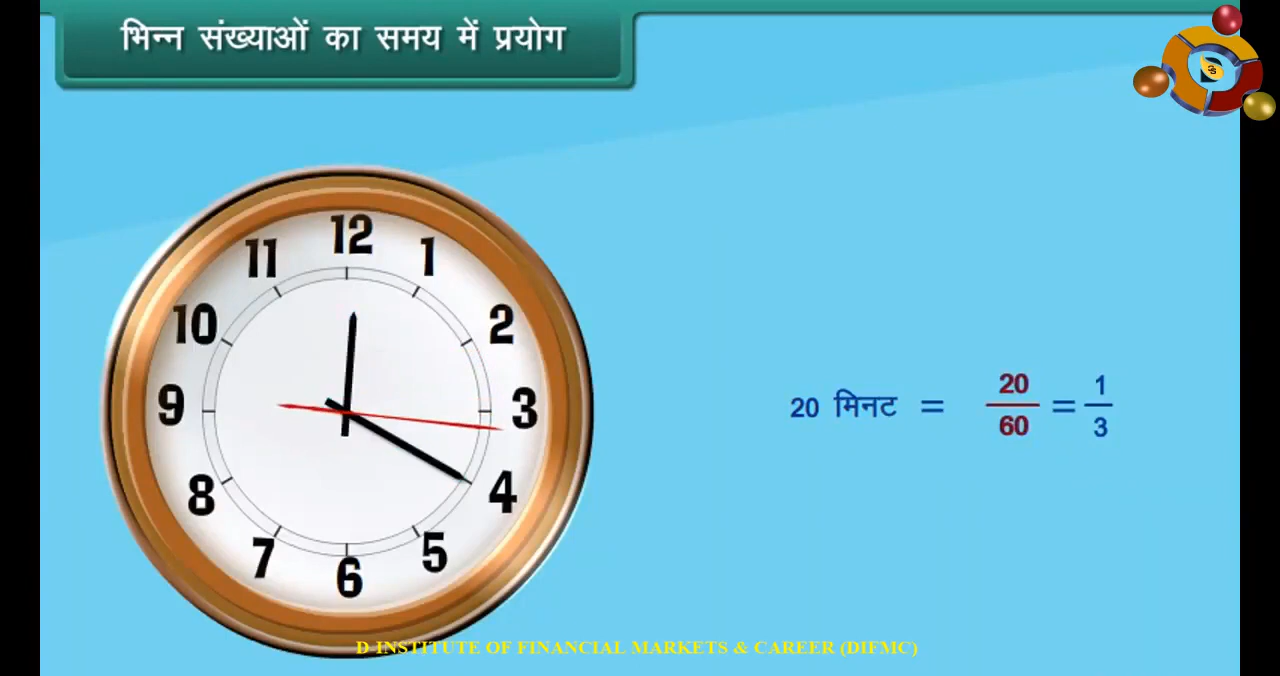 भिन्न संख्याओं का समय में प्रयोग
12
11 1
10 2
9 3
8 4
7 5
6
20 मिनट = 20/60 = 1/3
D-INSTITUTE OF FINANCIAL MARKETS & CAREER (DIFMC)